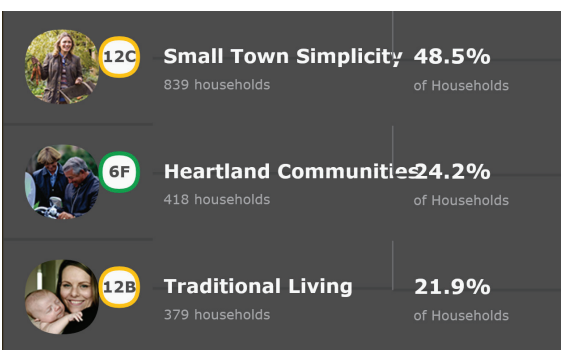 12C
Small Town Simplicity
48.5%
839 households
of Households
6F
Heartland Communities
24.2%
418 households
of Households
12B
Traditional Living
21.9%
379 households
of Households